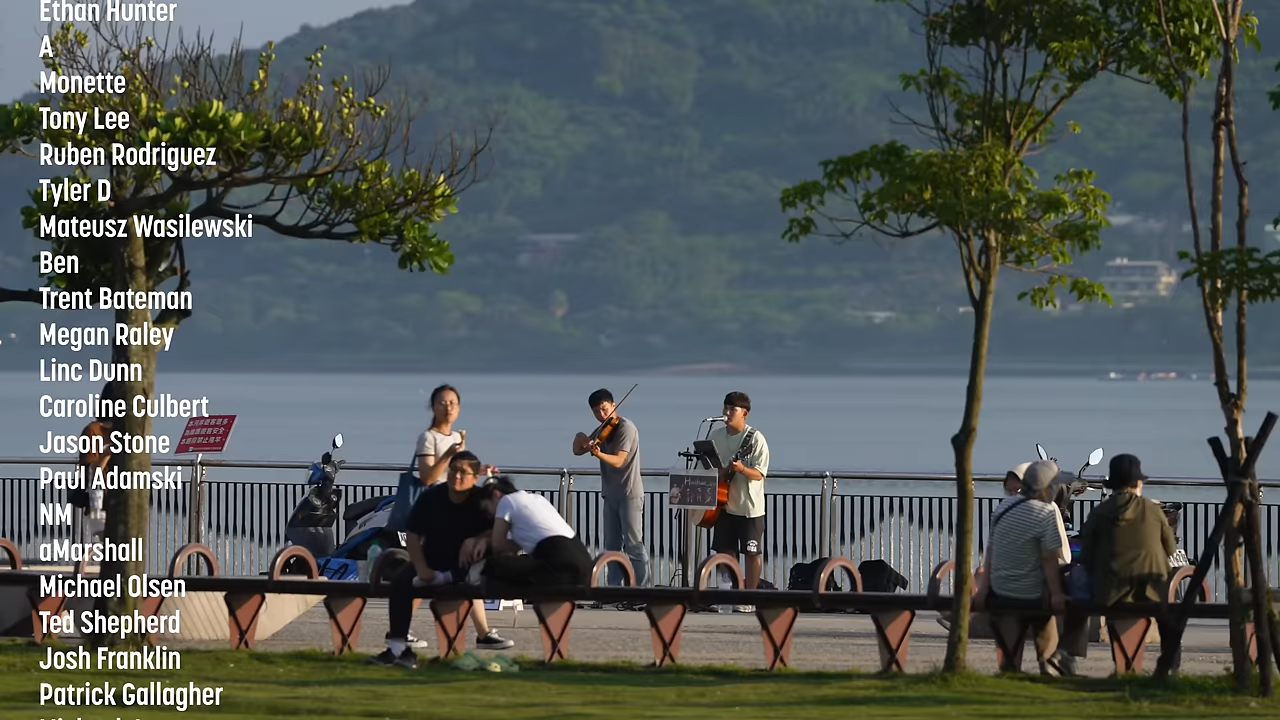 Ethan Hunter
A
Monette
Tony Lee
Ruben Rodriguez
Tyler D
Mateusz Wasilewski
Ben
Trent Bateman
Megan Raley
Linc Dunn
Caroline Culbert
Jason Stone
Paul Adamski
NM
aMarshall
Michael Olsen
Ted Shepherd
Josh Franklin
Patrick Gallagher